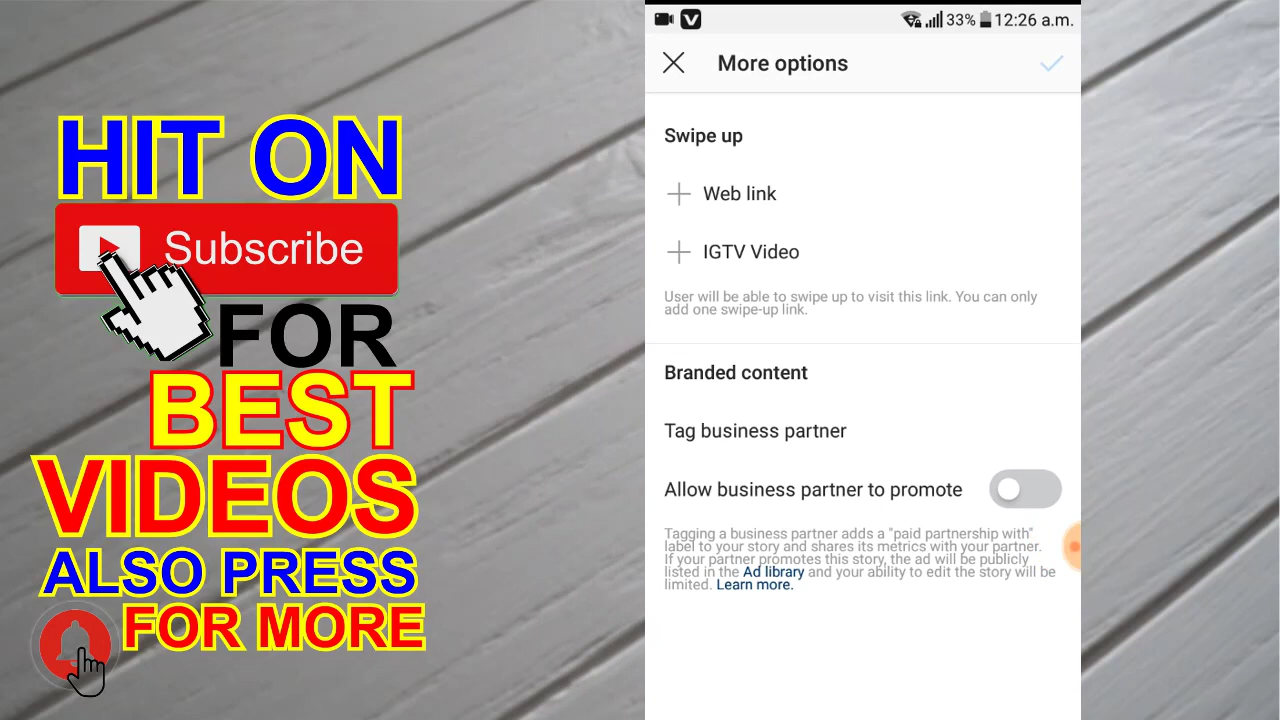 HIT ON
Subscribe
FOR
BEST
VIDEOS
ALSO PRESS
FOR MORE
33% 12:26 a.m.
More options
Swipe up
Web link
IGTV Video
User will be able to swipe up to visit this link. You can only
add one swipe-up link.
Branded content
Tag business partner
Allow business partner to promote
Tagging a business partner adds a "paid partnership with"
label to your story and shares its metrics with your partner.
If your partner promotes this story, the ad will be publicly
listed in the Ad library and your ability to edit the story will be
limited. Learn more.